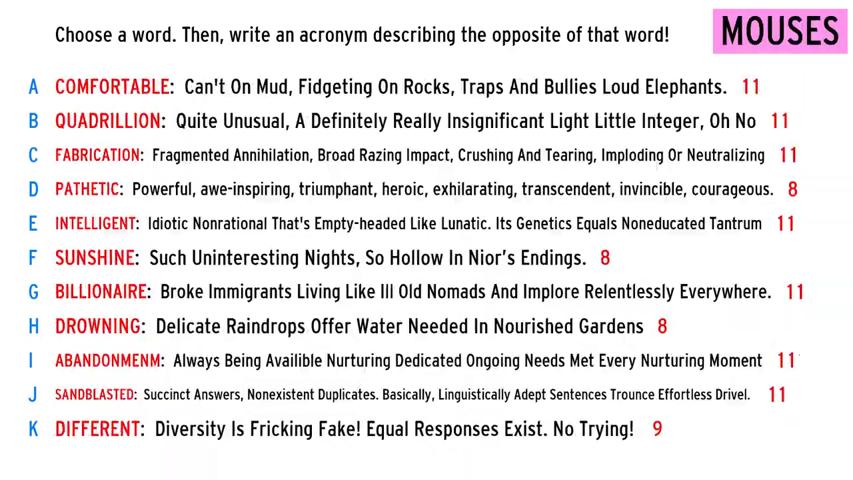 Choose a word. Then, write an acronym describing the opposite of that word!
MOUSES
A COMFORTABLE: Can't On Mud, Fidgeting On Rocks, Traps And Bullies Loud Elephants. 11
B QUADRILLION: Quite Unusual, A Definitely Really Insignificant Light Little Integer, Oh No 11
C FABRICATION: Fragmented Annihilation, Broad Razing Impact, Crushing And Tearing, Imploding Or Neutralizing 11
D PATHETIC: Powerful, awe-inspiring, triumphant, heroic, exhilarating, transcendent, invincible, courageous. 8
E INTELLIGENT: Idiotic Nonrational That's Empty-headed Like Lunatic. Its Genetics Equals Noneducated Tantrum 11
F SUNSHINE: Such Uninteresting Nights, So Hollow In Nior's Endings. 8
G BILLIONAIRE: Broke Immigrants Living Like Ill Old Nomads And Implore Relentlessly Everywhere. 11
H DROWNING: Delicate Raindrops Offer Water Needed In Nourished Gardens 8
I ABANDONMENM: Always Being Availible Nurturing Dedicated Ongoing Needs Met Every Nurturing Moment 11
J SANDBLASTED: Succinct Answers, Nonexistent Duplicates. Basically, Linguistically Adept Sentences Trounce Effortless Drivel. 11
K DIFFERENT: Diversity Is Fricking Fake! Equal Responses Exist. No Trying! 9